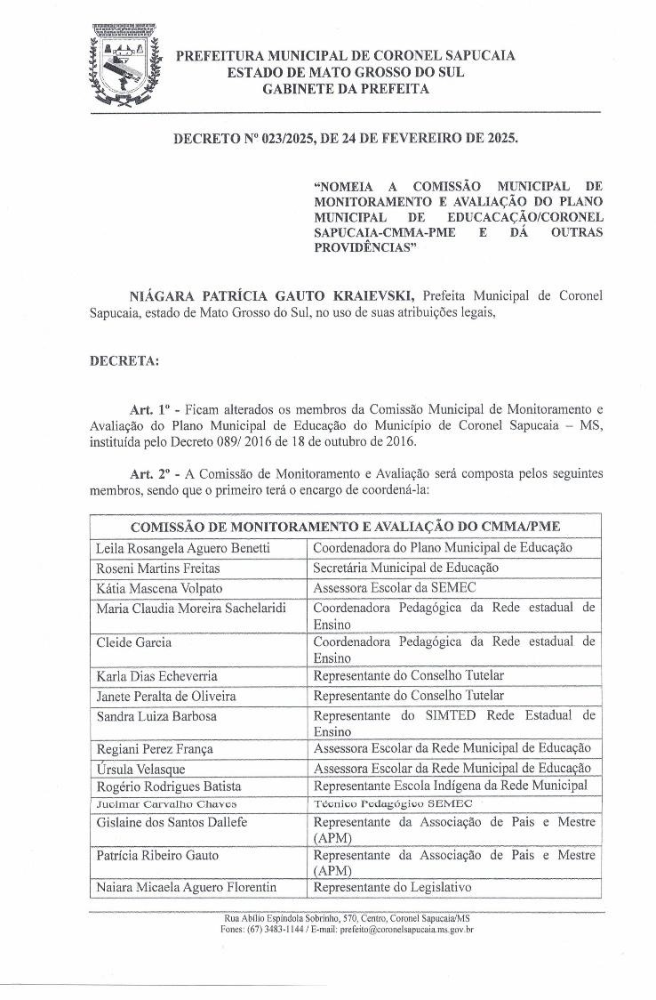 PREFEITURA MUNICIPAL DE CORONEL SAPUCAIA
ESTADO DE MATO GROSSO DO SUL
GABINETE DA PREFEITA
DECRETO Nº 023/2025, DE 24 DE FEVEREIRO DE 2025.
“NOMEIA A COMISSÃO MUNICIPAL DE
MONITORAMENTO E AVALIAÇÃO DO PLANO
MUNICIPAL DE EDUCACAÇÃO/CORONEL
SAPUCAIA-CMMA-PME E DÁ OUTRAS
PROVIDÊNCIAS”
NIÁGARA PATRÍCIA GAUTO KRAIEVSKI, Prefeita Municipal de Coronel
Sapucaia, estado de Mato Grosso do Sul, no uso de suas atribuições legais,
DECRETA:
Art. 1º - Ficam alterados os membros da Comissão Municipal de Monitoramento e
Avaliação do Plano Municipal de Educação do Município de Coronel Sapucaia – MS,
instituída pelo Decreto 089/ 2016 de 18 de outubro de 2016.
Art. 2º - A Comissão de Monitoramento e Avaliação será composta pelos seguintes
membros, sendo que o primeiro terá o encargo de coordená-la:
COMISSÃO DE MONITORAMENTO E AVALIAÇÃO DO CMMA/PME
Leila Rosangela Aguero Benetti Coordenadora do Plano Municipal de Educação
Roseni Martins Freitas Secretária Municipal de Educação
Kátia Mascena Volpato Assessora Escolar da SEMEC
Maria Claudia Moreira Sachelaridi Coordenadora Pedagógica da Rede estadual de
Ensino
Cleide Garcia Coordenadora Pedagógica da Rede estadual de
Ensino
Karla Dias Echeverria Representante do Conselho Tutelar
Janete Peralta de Oliveira Representante do Conselho Tutelar
Sandra Luiza Barbosa Representante do SIMTED Rede Estadual de
Ensino
Regiani Perez França Assessora Escolar da Rede Municipal de Educação
Úrsula Velasque Assessora Escolar da Rede Municipal de Educação
Rogério Rodrigues Batista Representante Escola Indígena da Rede Municipal
Jucimar Carvalho Chaves Técnico Pedagógico SEMEC
Gislaine dos Santos Dallefe Representante da Associação de Pais e Mestre
(APM)
Patrícia Ribeiro Gauto Representante da Associação de Pais e Mestre
(APM)
Naiara Micaela Aguero Florentin Representante do Legislativo
Rua Abílio Espíndola Sobrinho, 570, Centro, Coronel Sapucaia/MS
Fones: (67) 3483-1144 / E-mail: prefeito@coronelsapucaia.ms.gov.br